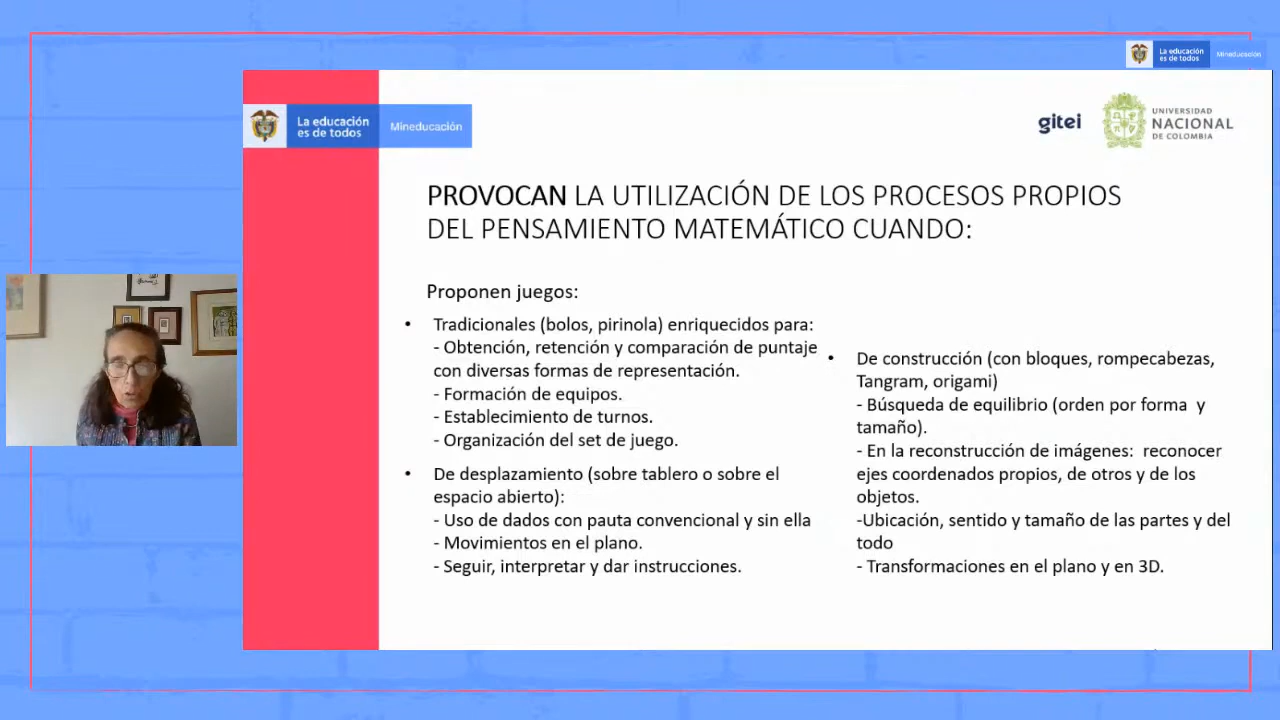 La educación
es de todos
Mineducación
La educación
es de todos
Mineducación
gitei
UNIVERSIDAD
NACIONAL
DE COLOMBIA
PROVOCAN LA UTILIZACIÓN DE LOS PROCESOS PROPIOS
DEL PENSAMIENTO MATEMÁTICO CUANDO:
Proponen juegos:
• Tradicionales (bolos, pirinola) enriquecidos para:
- Obtención, retención y comparación de puntaje
con diversas formas de representación.
- Formación de equipos.
- Establecimiento de turnos.
- Organización del set de juego.
• De desplazamiento (sobre tablero o sobre el
espacio abierto):
- Uso de dados con pauta convencional y sin ella
- Movimientos en el plano.
- Seguir, interpretar y dar instrucciones.
• De construcción (con bloques, rompecabezas,
Tangram, origami)
- Búsqueda de equilibrio (orden por forma y
tamaño).
- En la reconstrucción de imágenes: reconocer
ejes coordenados propios, de otros y de los
objetos.
-Ubicación, sentido y tamaño de las partes y del
todo
- Transformaciones en el plano y en 3D.